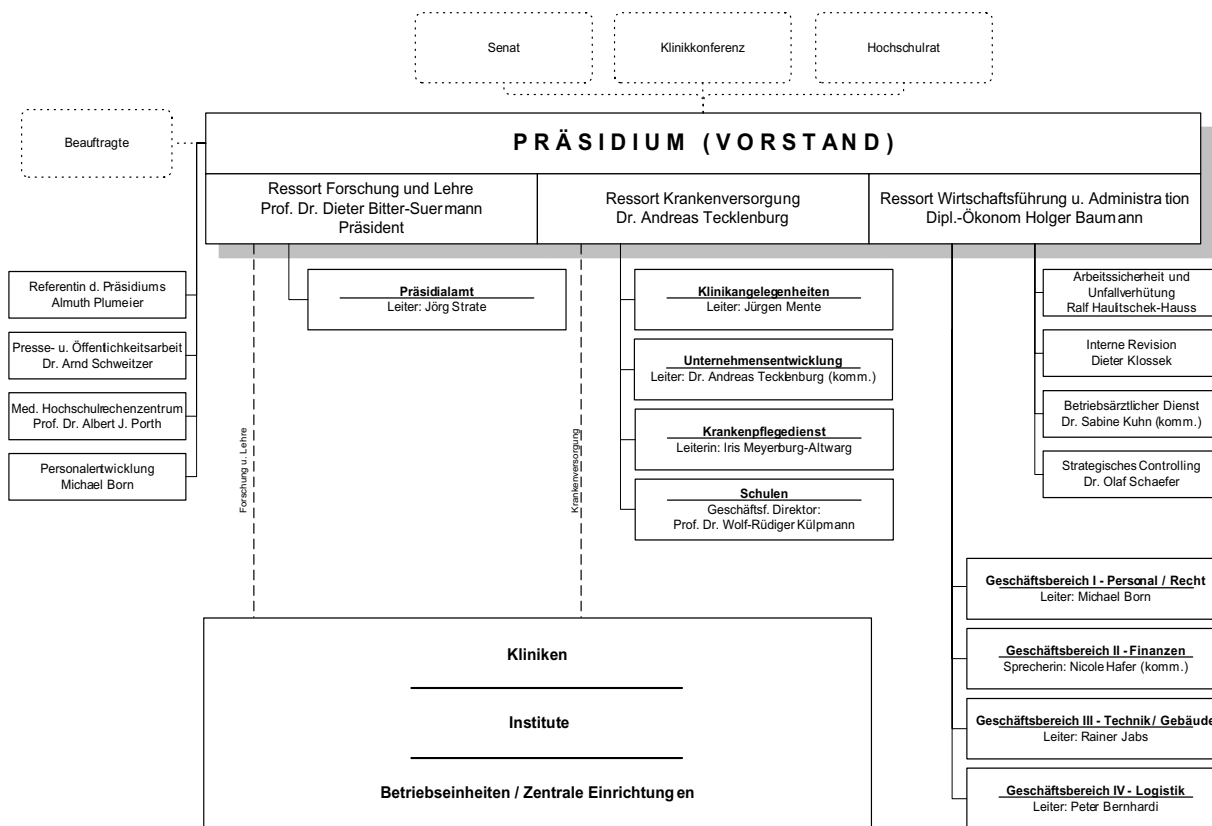 Senat
Klinikkonferenz
Hochschulrat
Beauftragte
PRÄSIDIUM (VORSTAND)
Ressort Forschung und Lehre
Prof. Dr. Dieter Bitter-Suermann
Präsident
Ressort Krankenversorgung
Dr. Andreas Tecklenburg
Ressort Wirtschaftsführung u. Administration
Dipl.-Ökonom Holger Baumann
Referentin d. Präsidiums
Almuth Plumeier
Presse- u. Öffentlichkeitsarbeit
Dr. Arnd Schweitzer
Med. Hochschulrechenzentrum
Prof. Dr. Albert J. Porth
Personalentwicklung
Michael Born
Präsidialamt
Leiter: Jörg Strate
Klinikangelegenheiten
Leiter: Jürgen Mente
Unternehmensentwicklung
Leiter: Dr. Andreas Tecklenburg (komm.)
Krankenpflegedienst
Leiterin: Iris Meyenburg-Altwarg
Schulen
Geschäftsf. Direktor:
Prof. Dr. Wolf-Rüdiger Külpmann
Arbeitssicherheit und
Unfallverhütung
Ralf Haulitschek-Hauss
Interne Revision
Dieter Klossek
Betriebsärztlicher Dienst
Dr. Sabine Kuhn (komm.)
Strategisches Controlling
Dr. Olaf Schaefer
Forschung u. Lehre
Krankenversorgung
Geschäftsbereich I - Personal / Recht
Leiter: Michael Born
Geschäftsbereich II - Finanzen
Sprecherin: Nicole Hafer (komm.)
Geschäftsbereich III - Technik / Gebäude
Leiter: Rainer Jabs
Geschäftsbereich IV - Logistik
Leiter: Peter Bernhardi
Kliniken
Institute
Betriebseinheiten / Zentrale Einrichtungen